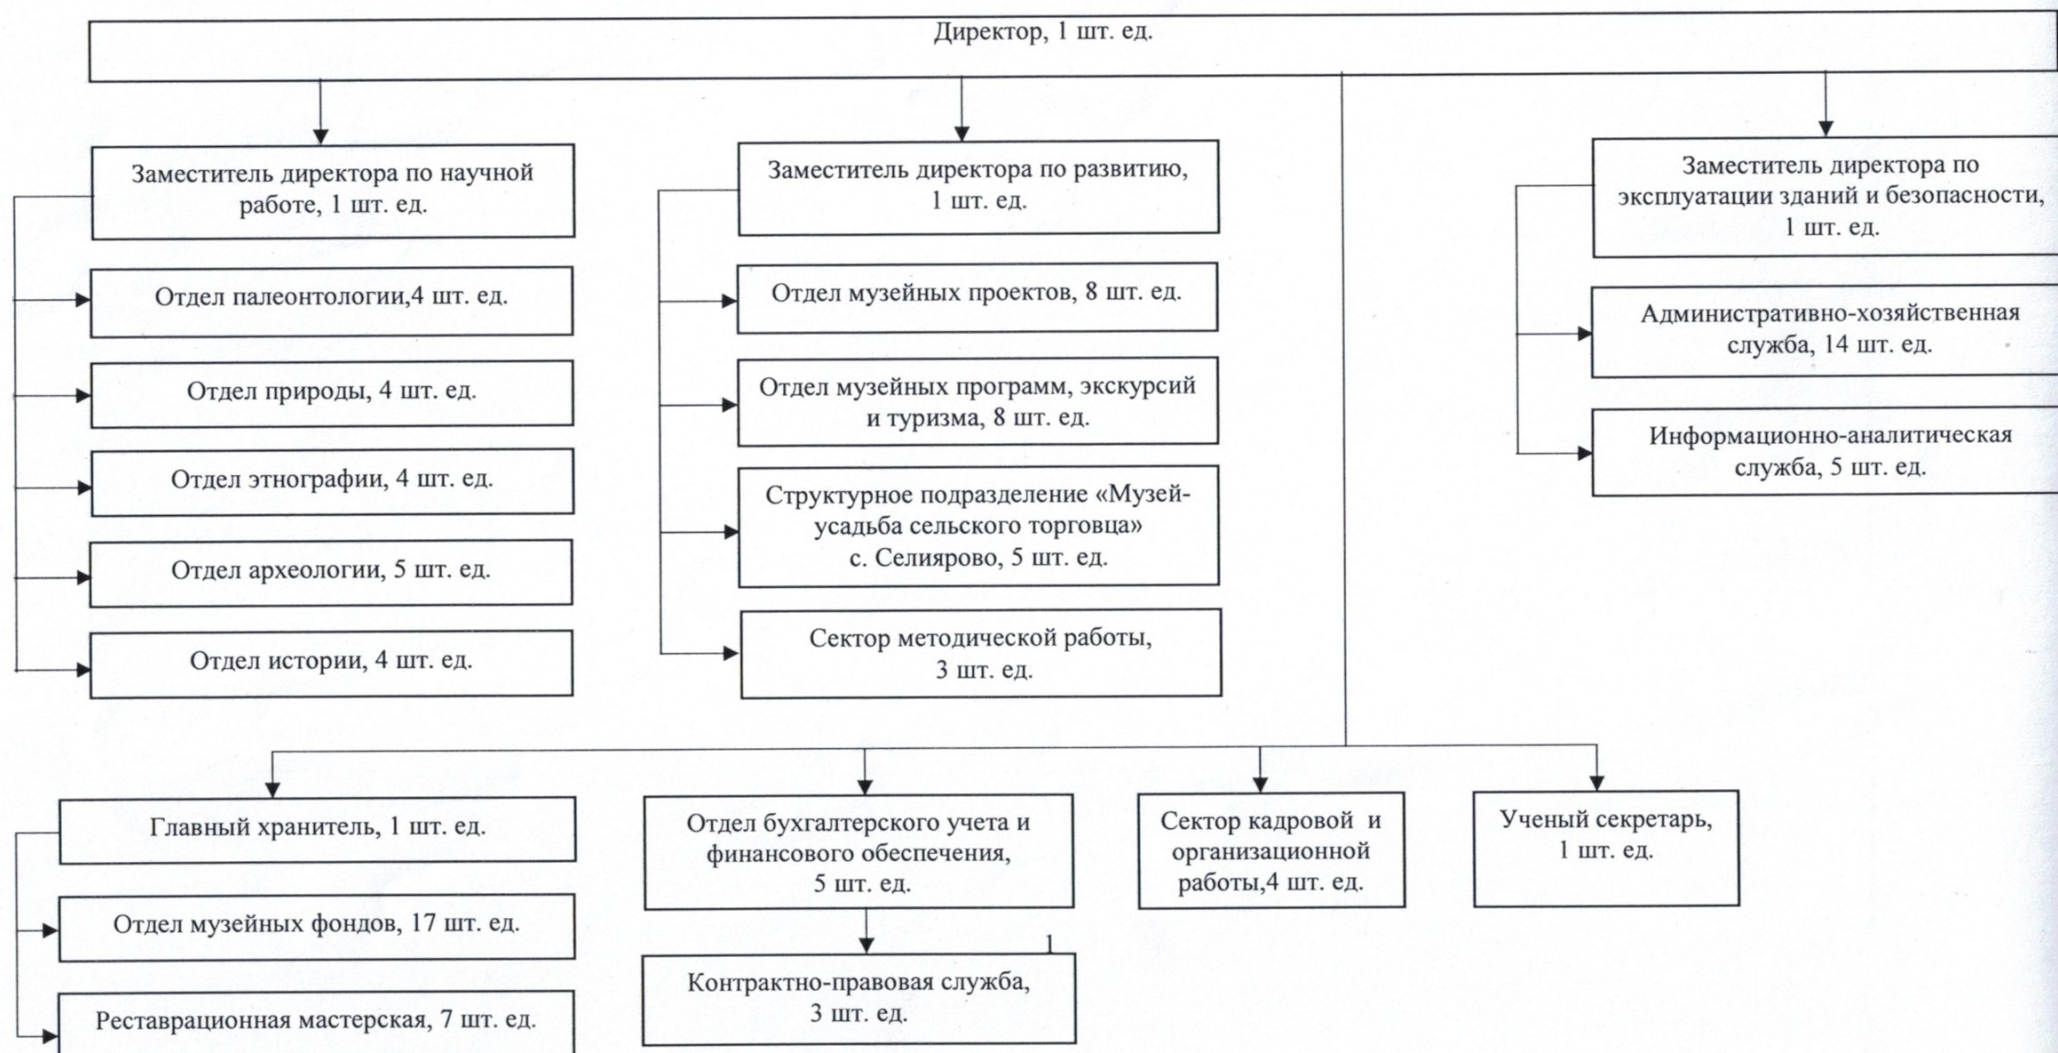 Директор, 1 шт. ед.
Заместитель директора по научной
работе, 1 шт. ед.
Отдел палеонтологии,4 шт. ед.
Отдел природы, 4 шт. ед.
Отдел этнографии, 4 шт. ед.
Отдел археологии, 5 шт. ед.
Отдел истории, 4 шт. ед.
Заместитель директора по развитию,
1 шт. ед.
Отдел музейных проектов, 8 шт. ед.
Отдел музейных программ, экскурсий
и туризма, 8 шт. ед.
Структурное подразделение «Музей-
усадьба сельского торговца»
с. Селиярово, 5 шт. ед.
Сектор методической работы,
3 шт. ед.
Заместитель директора по
эксплуатации зданий и безопасности,
1 шт. ед.
Административно-хозяйственная
служба, 14 шт. ед.
Информационно-аналитическая
служба, 5 шт. ед.
Главный хранитель, 1 шт. ед.
Отдел музейных фондов, 17 шт. ед.
Реставрационная мастерская, 7 шт. ед.
Отдел бухгалтерского учета и
финансового обеспечения,
5 шт. ед.
1
Контрактно-правовая служба,
3 шт. ед.
Сектор кадровой и
организационной
работы,4 шт. ед.
Ученый секретарь,
1 шт. ед.